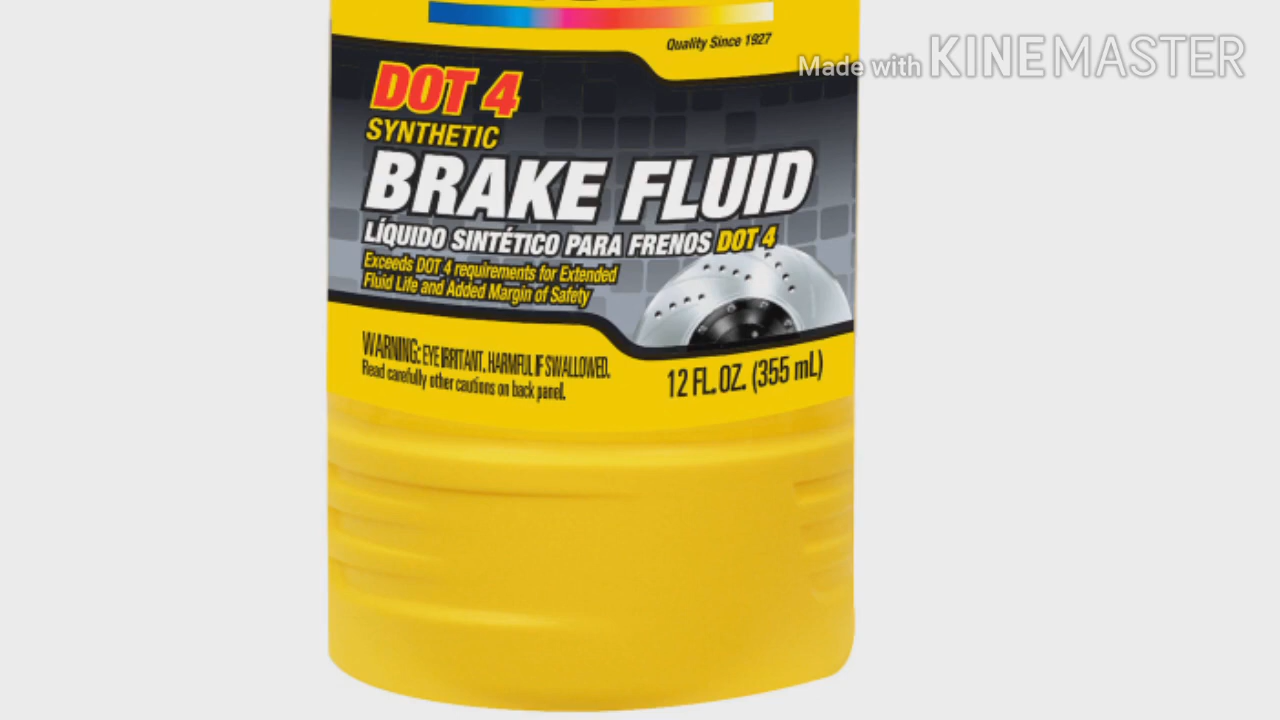 Quality Since 1927
Made with KINEMASTER
DOT 4
SYNTHETIC
BRAKE FLUID
LÍQUIDO SINTÉTICO PARA FRENOS DOT 4
Exceeds DOT 4 requirements for Extended
Fluid Life and Added Margin of Safety
WARNING: EYE IRRITANT. HARMFUL IF SWALLOWED.
Read carefully other cautions on back panel.
12 FL. OZ. (355 mL)